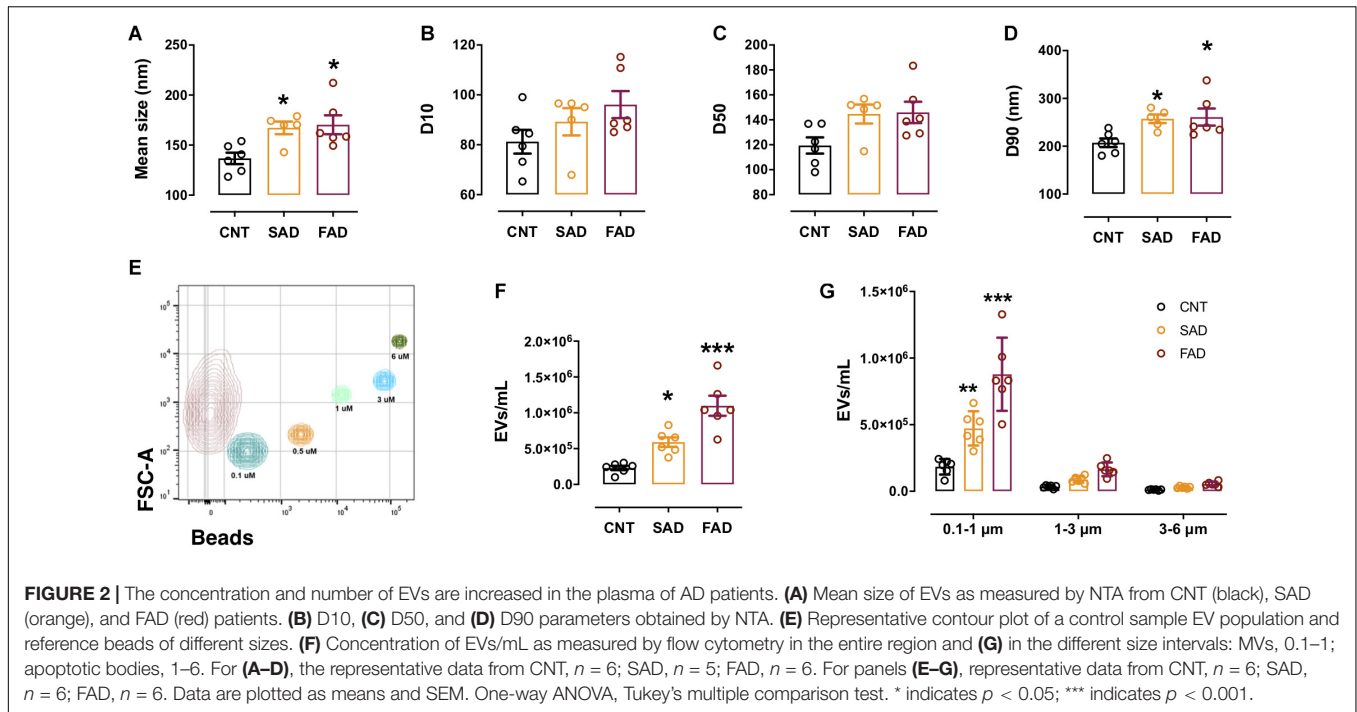 A
Mean size (nm)
250
200
150
100
*
*
CNT SAD FAD
B
D10
120
100
80
60
CNT SAD FAD
C
D50
200
180
160
140
120
100
80
CNT SAD FAD
D
D90 (nm)
400
300
200
100
*
*
CNT SAD FAD
E
FSC-A
10⁵
10⁴
10³
10²
10¹
6 uM
3 uM
1 uM
0.5 uM
0.1 uM
0 10³ 10⁴ 10⁵
Beads
F
EVs/mL
2.0×10⁶
1.5×10⁶
1.0×10⁶
5.0×10⁵
0.0
*
***
CNT SAD FAD
G
EVs/mL
1.5×10⁶
1.0×10⁶
5.0×10⁵
0.0
**
***
CNT
SAD
FAD
0.1-1 µm 1-3 µm 3-6 µm
FIGURE 2 | The concentration and number of EVs are increased in the plasma of AD patients. (A) Mean size of EVs as measured by NTA from CNT (black), SAD
(orange), and FAD (red) patients. (B) D10, (C) D50, and (D) D90 parameters obtained by NTA. (E) Representative contour plot of a control sample EV population and
reference beads of different sizes. (F) Concentration of EVs/mL as measured by flow cytometry in the entire region and (G) in the different size intervals: MVs, 0.1–1;
apoptotic bodies, 1–6. For (A–D), the representative data from CNT, n = 6; SAD, n = 5; FAD, n = 6. For panels (E–G), representative data from CNT, n = 6; SAD,
n = 6; FAD, n = 6. Data are plotted as means and SEM. One-way ANOVA, Tukey's multiple comparison test. * indicates p < 0.05; *** indicates p < 0.001.